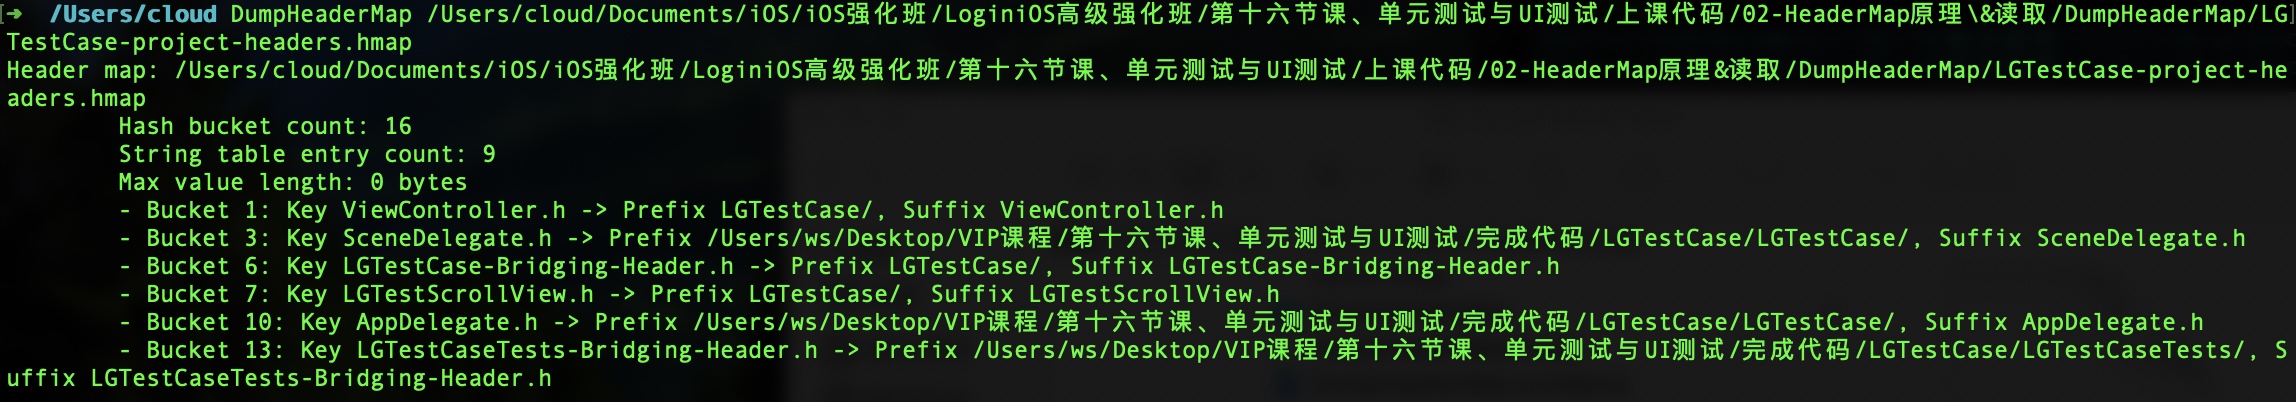 [➜  /Users/cloud DumpHeaderMap /Users/cloud/Documents/iOS/iOS强化班/LoginiOS高级强化班/第十六节课、单元测试与UI测试/上课代码/02-HeaderMap原理\&读取/DumpHeaderMap/LG]
TestCase-project-headers.hmap
Header map: /Users/cloud/Documents/iOS/iOS强化班/LoginiOS高级强化班/第十六节课、单元测试与UI测试/上课代码/02-HeaderMap原理&读取/DumpHeaderMap/LGTestCase-project-he
aders.hmap
Hash bucket count: 16
String table entry count: 9
Max value length: 0 bytes
- Bucket 1: Key ViewController.h -> Prefix LGTestCase/, Suffix ViewController.h
- Bucket 3: Key SceneDelegate.h -> Prefix /Users/ws/Desktop/VIP课程/第十六节课、单元测试与UI测试/完成代码/LGTestCase/LGTestCase/, Suffix SceneDelegate.h
- Bucket 6: Key LGTestCase-Bridging-Header.h -> Prefix LGTestCase/, Suffix LGTestCase-Bridging-Header.h
- Bucket 7: Key LGTestScrollView.h -> Prefix LGTestCase/, Suffix LGTestScrollView.h
- Bucket 10: Key AppDelegate.h -> Prefix /Users/ws/Desktop/VIP课程/第十六节课、单元测试与UI测试/完成代码/LGTestCase/LGTestCase/, Suffix AppDelegate.h
- Bucket 13: Key LGTestCaseTests-Bridging-Header.h -> Prefix /Users/ws/Desktop/VIP课程/第十六节课、单元测试与UI测试/完成代码/LGTestCase/LGTestCaseTests/, S
uffix LGTestCaseTests-Bridging-Header.h